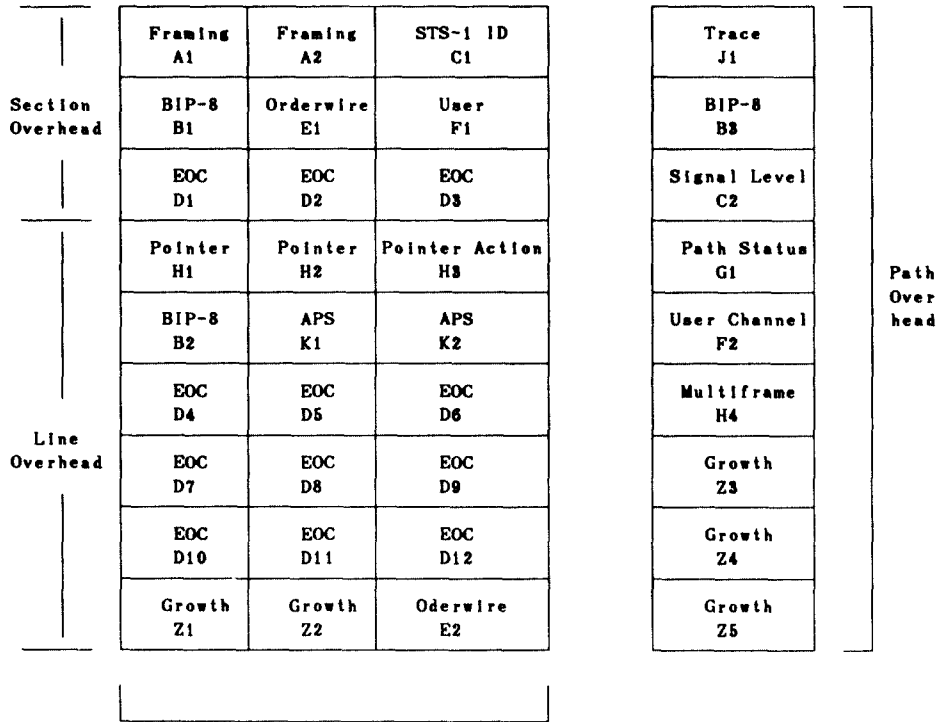 Framing Framing STS-1 ID Trace
A1 A2 C1 J1
Section Overhead
BIP-8 Orderwire User BIP-8
B1 E1 F1 B3
EOC EOC EOC Signal Level
D1 D2 D3 C2
Pointer Pointer Pointer Action Path Status
H1 H2 H3 G1
Path Over head
BIP-8 APS APS User Channel
B2 K1 K2 F2
EOC EOC EOC Multiframe
D4 D5 D6 H4
Line Overhead
EOC EOC EOC Growth
D7 D8 D9 Z3
EOC EOC EOC Growth
D10 D11 D12 Z4
Growth Growth Oderwire Growth
Z1 Z2 E2 Z5